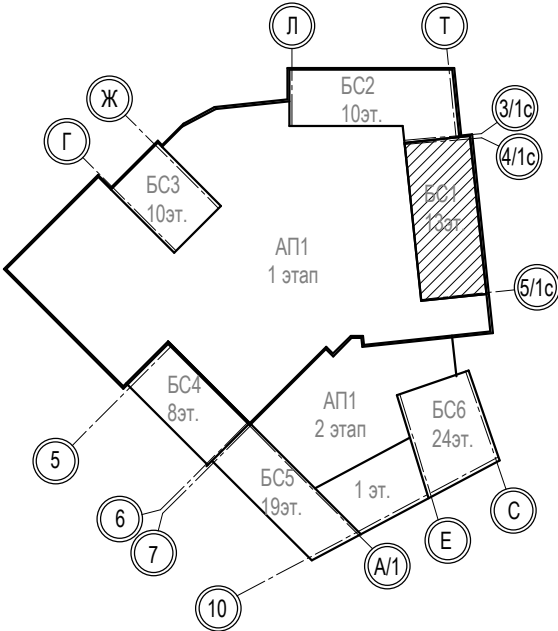 Л
Т
Ж
БС2
10эт.
3/1с
Г
4/1с
БС3
10эт.
БС1
13эт
АП1
1 этап
5/1с
БС4
8эт.
АП1
2 этап
БС6
24эт.
5
БС5
19эт.
1 эт.
6
7
С
Е
А/1
10